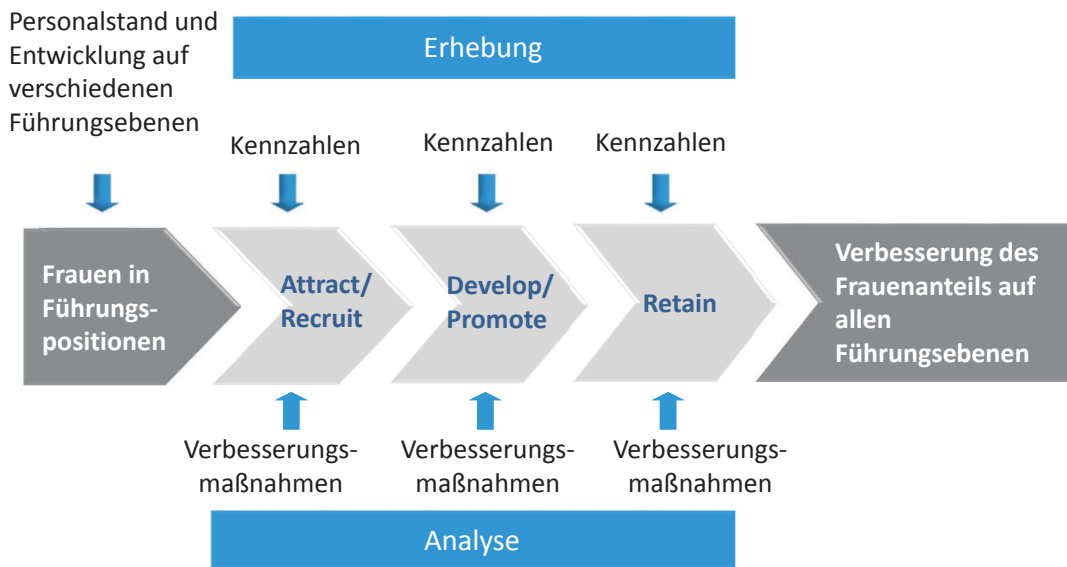 Personalstand und
Entwicklung auf
verschiedenen
Führungsebenen
Erhebung
Kennzahlen
Kennzahlen
Kennzahlen
Frauen in
Führungs-
positionen
Attract/
Recruit
Develop/
Promote
Retain
Verbesserung des
Frauenanteils auf
allen
Führungsebenen
Verbesserungs-
maßnahmen
Verbesserungs-
maßnahmen
Verbesserungs-
maßnahmen
Analyse